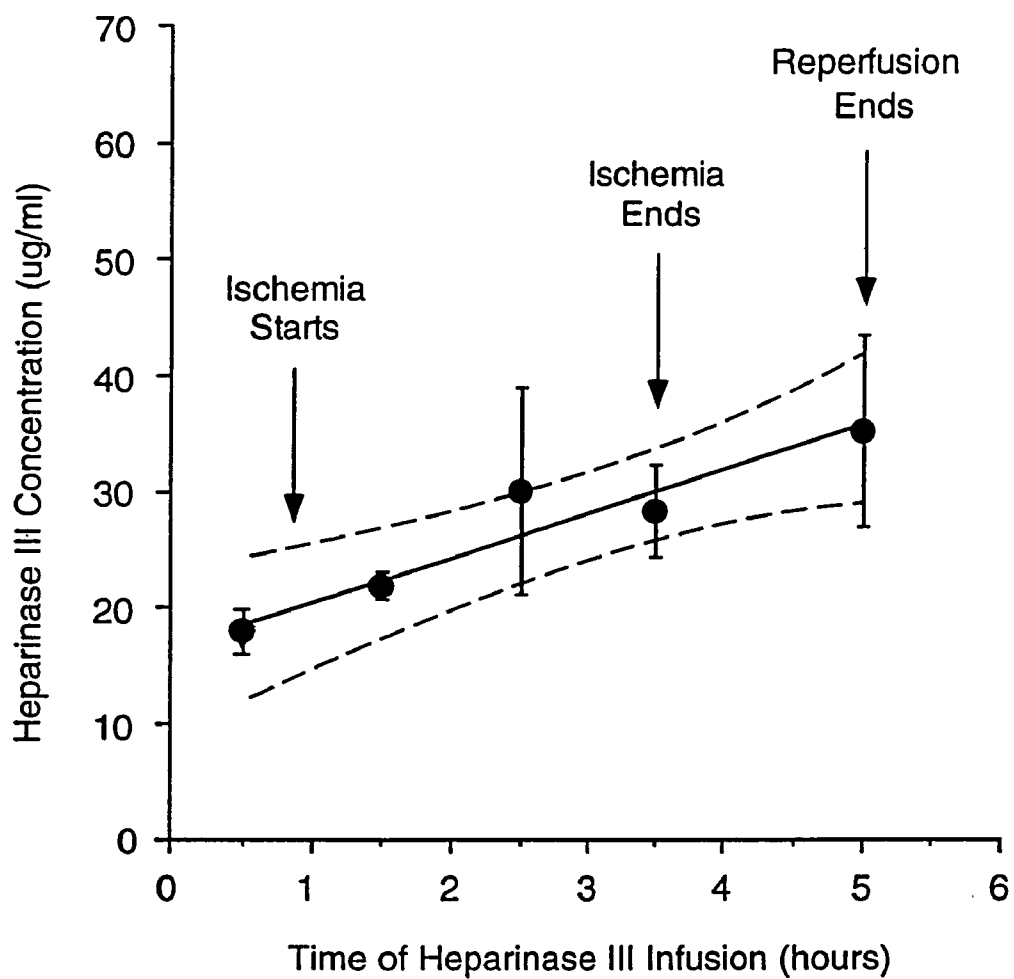 70
60
50
40
30
20
10
0
Heparinase III Concentration (ug/ml)
Reperfusion
Ends
Ischemia
Ends
Ischemia
Starts
0 1 2 3 4 5 6
Time of Heparinase III Infusion (hours)